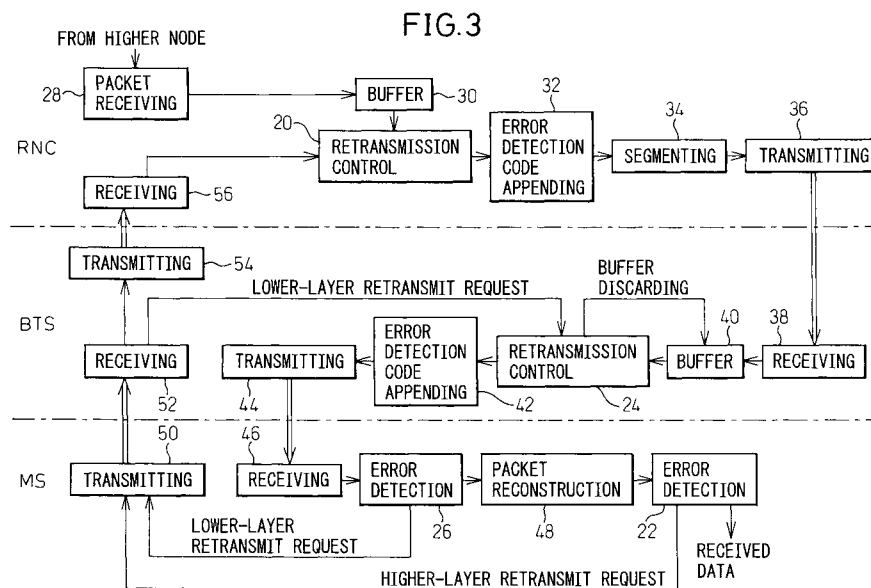 FIG.3
FROM HIGHER NODE
28
PACKET
RECEIVING
BUFFER
30
32
20
RETRANSMISSION
CONTROL
ERROR
DETECTION
CODE
APPENDING
34
SEGMENTING
36
TRANSMITTING
RNC
RECEIVING
56
TRANSMITTING
54
LOWER-LAYER RETRANSMIT REQUEST
BUFFER
DISCARDING
BTS
RECEIVING
52
TRANSMITTING
44
ERROR
DETECTION
CODE
APPENDING
42
RETRANSMISSION
CONTROL
24
40
BUFFER
38
RECEIVING
MS
50
TRANSMITTING
46
RECEIVING
ERROR
DETECTION
26
PACKET
RECONSTRUCTION
48
ERROR
DETECTION
22
LOWER-LAYER
RETRANSMIT REQUEST
RECEIVED
DATA
HIGHER-LAYER RETRANSMIT REQUEST